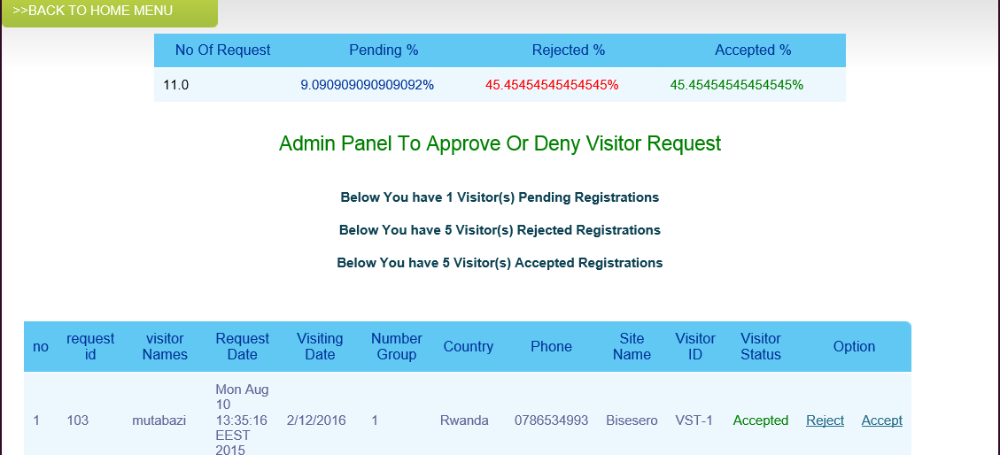 >>BACK TO HOME MENU
No Of Request Pending % Rejected % Accepted %
11.0 9.090909090909092% 45.45454545454545% 45.45454545454545%
Admin Panel To Approve Or Deny Visitor Request
Below You have 1 Visitor(s) Pending Registrations
Below You have 5 Visitor(s) Rejected Registrations
Below You have 5 Visitor(s) Accepted Registrations
no
request
id
visitor
Names
Request
Date
Visiting
Date
Number
Group
Country
Phone
Site
Name
Visitor
ID
Visitor
Status
Option
1
103
mutabazi
Mon Aug
10
13:35:16
EEST
2015
2/12/2016
1
Rwanda
0786534993
Bisesero
VST-1
Accepted
Reject
Accept